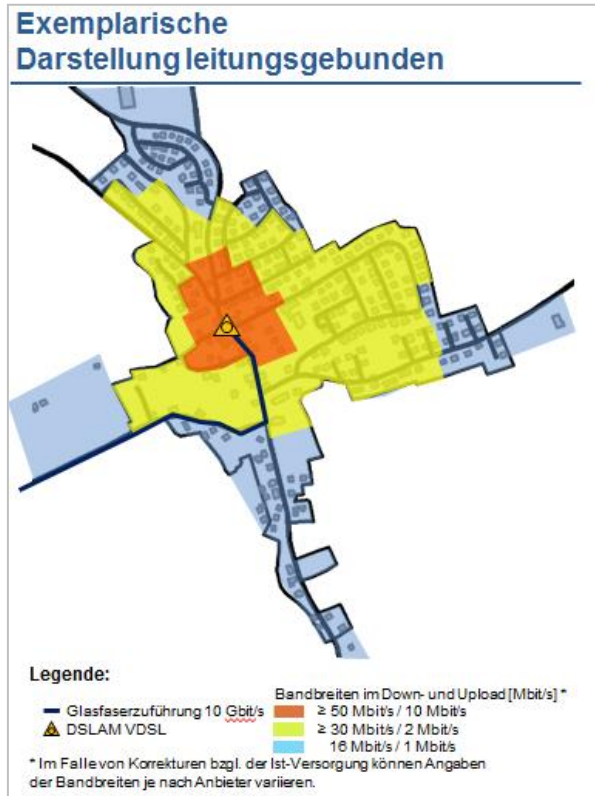 Exemplarische
Darstellung leitungsgebunden
Legende:
Glasfaserzuführung 10 Gbit/s
DSLAM VDSL
Bandbreiten im Down- und Upload [Mbit/s] *
≥ 50 Mbit/s / 10 Mbit/s
≥ 30 Mbit/s / 2 Mbit/s
16 Mbit/s / 1 Mbit/s
* Im Falle von Korrekturen bzgl. der Ist-Versorgung können Angaben
der Bandbreiten je nach Anbieter variieren.